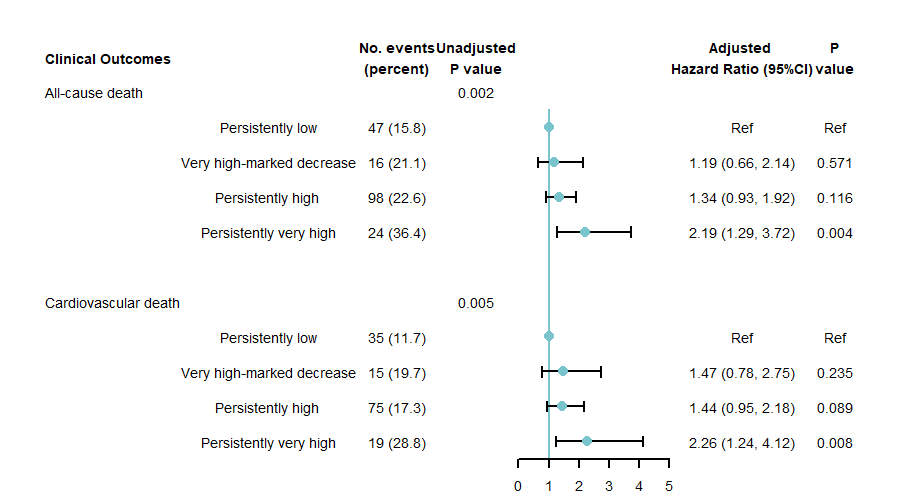 No. events Unadjusted Adjusted P
Clinical Outcomes
(percent) P value Hazard Ratio (95%CI) value
All-cause death 0.002
Persistently low 47 (15.8) Ref Ref
Very high-marked decrease 16 (21.1) 1.19 (0.66, 2.14) 0.571
Persistently high 98 (22.6) 1.34 (0.93, 1.92) 0.116
Persistently very high 24 (36.4) 2.19 (1.29, 3.72) 0.004
Cardiovascular death 0.005
Persistently low 35 (11.7) Ref Ref
Very high-marked decrease 15 (19.7) 1.47 (0.78, 2.75) 0.235
Persistently high 75 (17.3) 1.44 (0.95, 2.18) 0.089
Persistently very high 19 (28.8) 2.26 (1.24, 4.12) 0.008
0 1 2 3 4 5